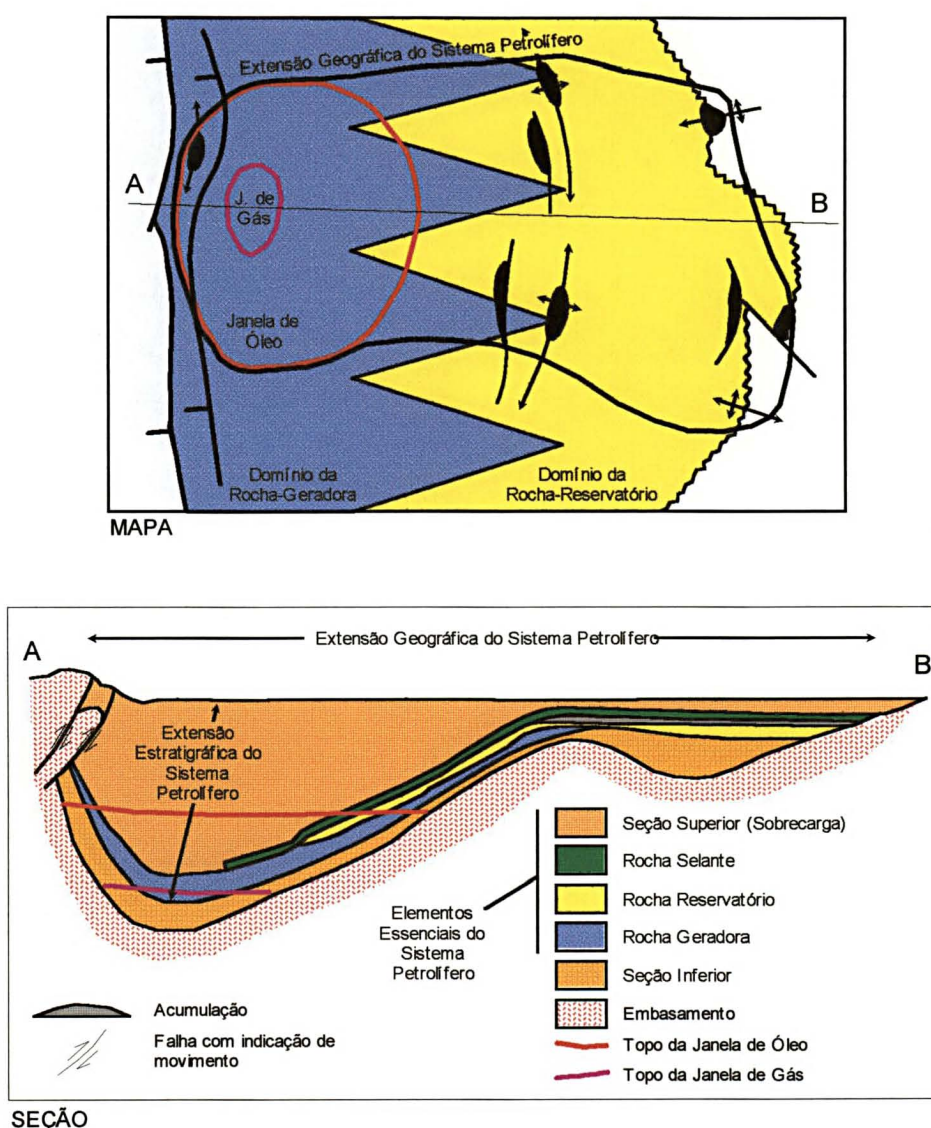 Extensão Geográfica do Sistema Petrolífero
A
J. de
Gás
B
Janela de
Óleo
Domínio da
Rocha-Geradora
Domínio da
Rocha-Reservatório
MAPA
Extensão Geográfica do Sistema Petrolífero
A
B
Extensão
Estratigráfica do
Sistema
Petrolífero
Elementos
Essenciais do
Sistema
Petrolífero
Seção Superior (Sobrecarga)
Rocha Selante
Rocha Reservatório
Rocha Geradora
Seção Inferior
Embasamento
Topo da Janela de Óleo
Topo da Janela de Gás
Acumulação
Falha com indicação de
movimento
SEÇÃO